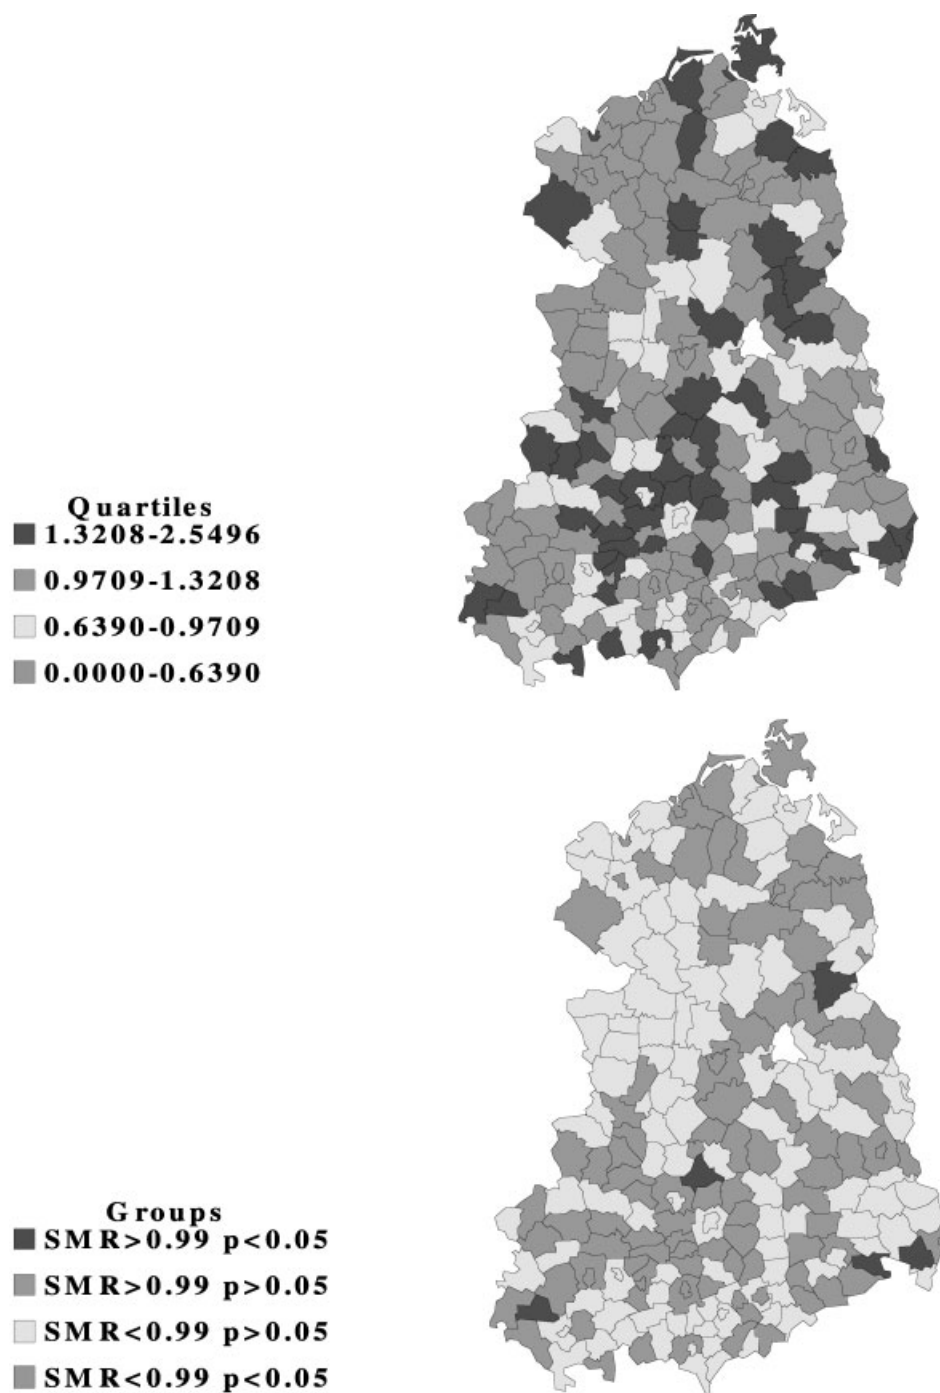 Quartiles
1.3208-2.5496
0.9709-1.3208
0.6390-0.9709
0.0000-0.6390
Groups
SMR>0.99 p<0.05
SMR>0.99 p>0.05
SMR<0.99 p>0.05
SMR<0.99 p<0.05